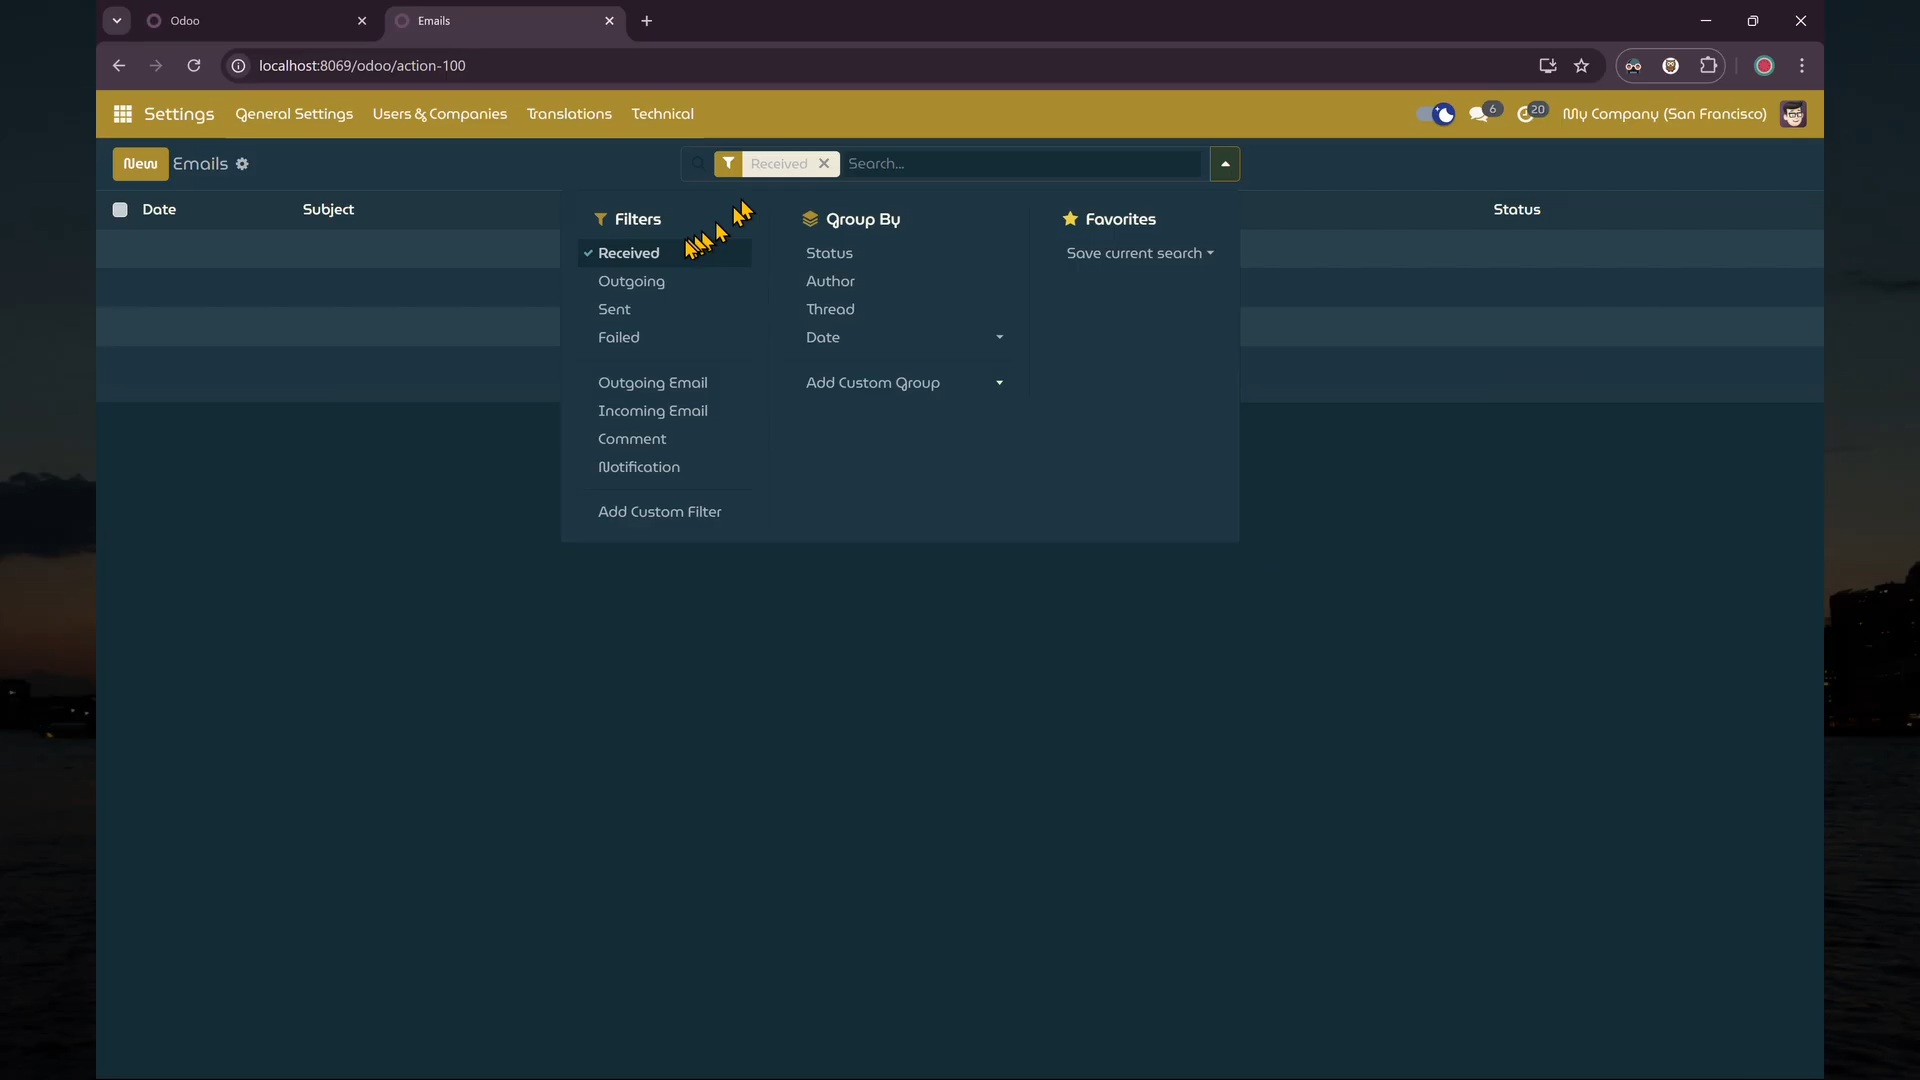 Odoo
Emails
localhost:8069/odoo/action-100
Settings General Settings Users & Companies Translations Technical 6 20 My Company (San Francisco)
New Emails Received Search...
Date Subject Status
Filters
Received
Outgoing
Sent
Failed
Outgoing Email
Incoming Email
Comment
Notification
Add Custom Filter
Group By
Status
Author
Thread
Date
Add Custom Group
Favorites
Save current search